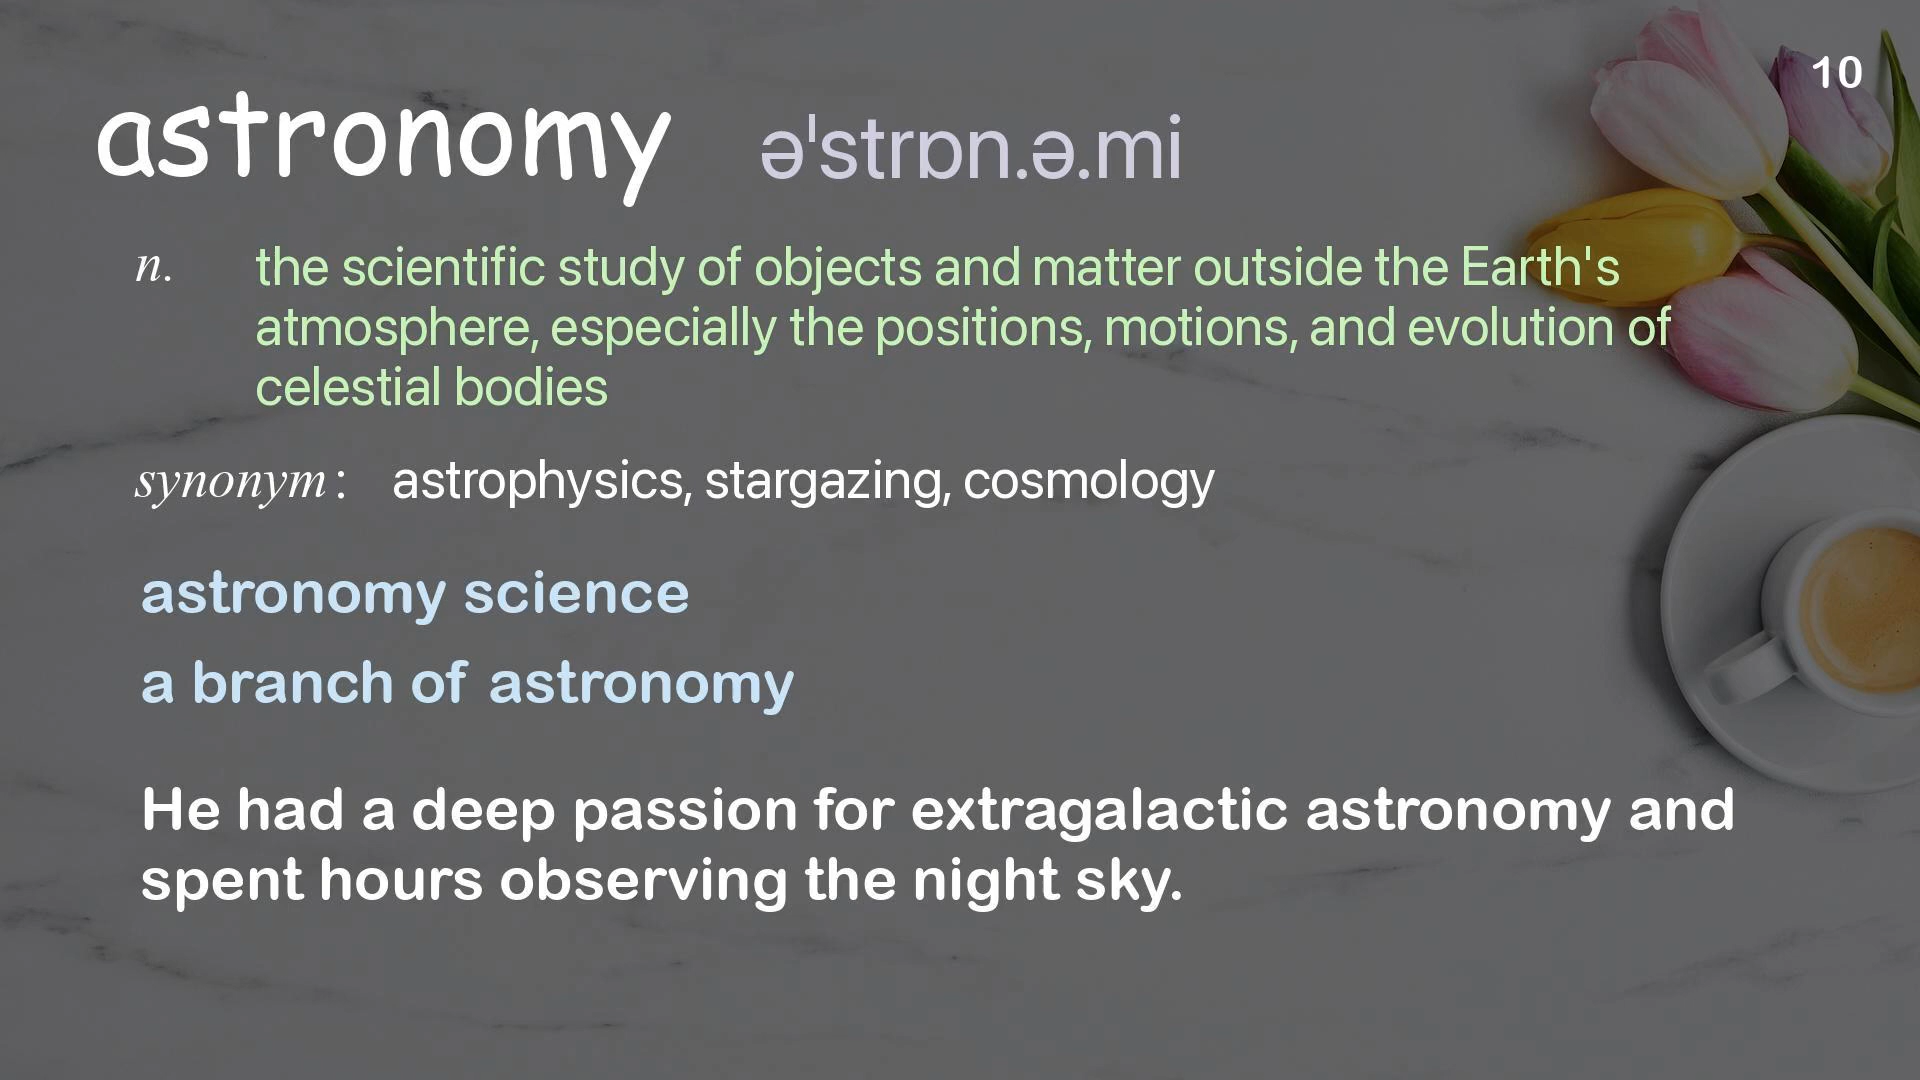 10
astronomy əˈstrɒn.ə.mi
n. the scientific study of objects and matter outside the Earth's
atmosphere, especially the positions, motions, and evolution of
celestial bodies
synonym: astrophysics, stargazing, cosmology
astronomy science
a branch of astronomy
He had a deep passion for extragalactic astronomy and
spent hours observing the night sky.